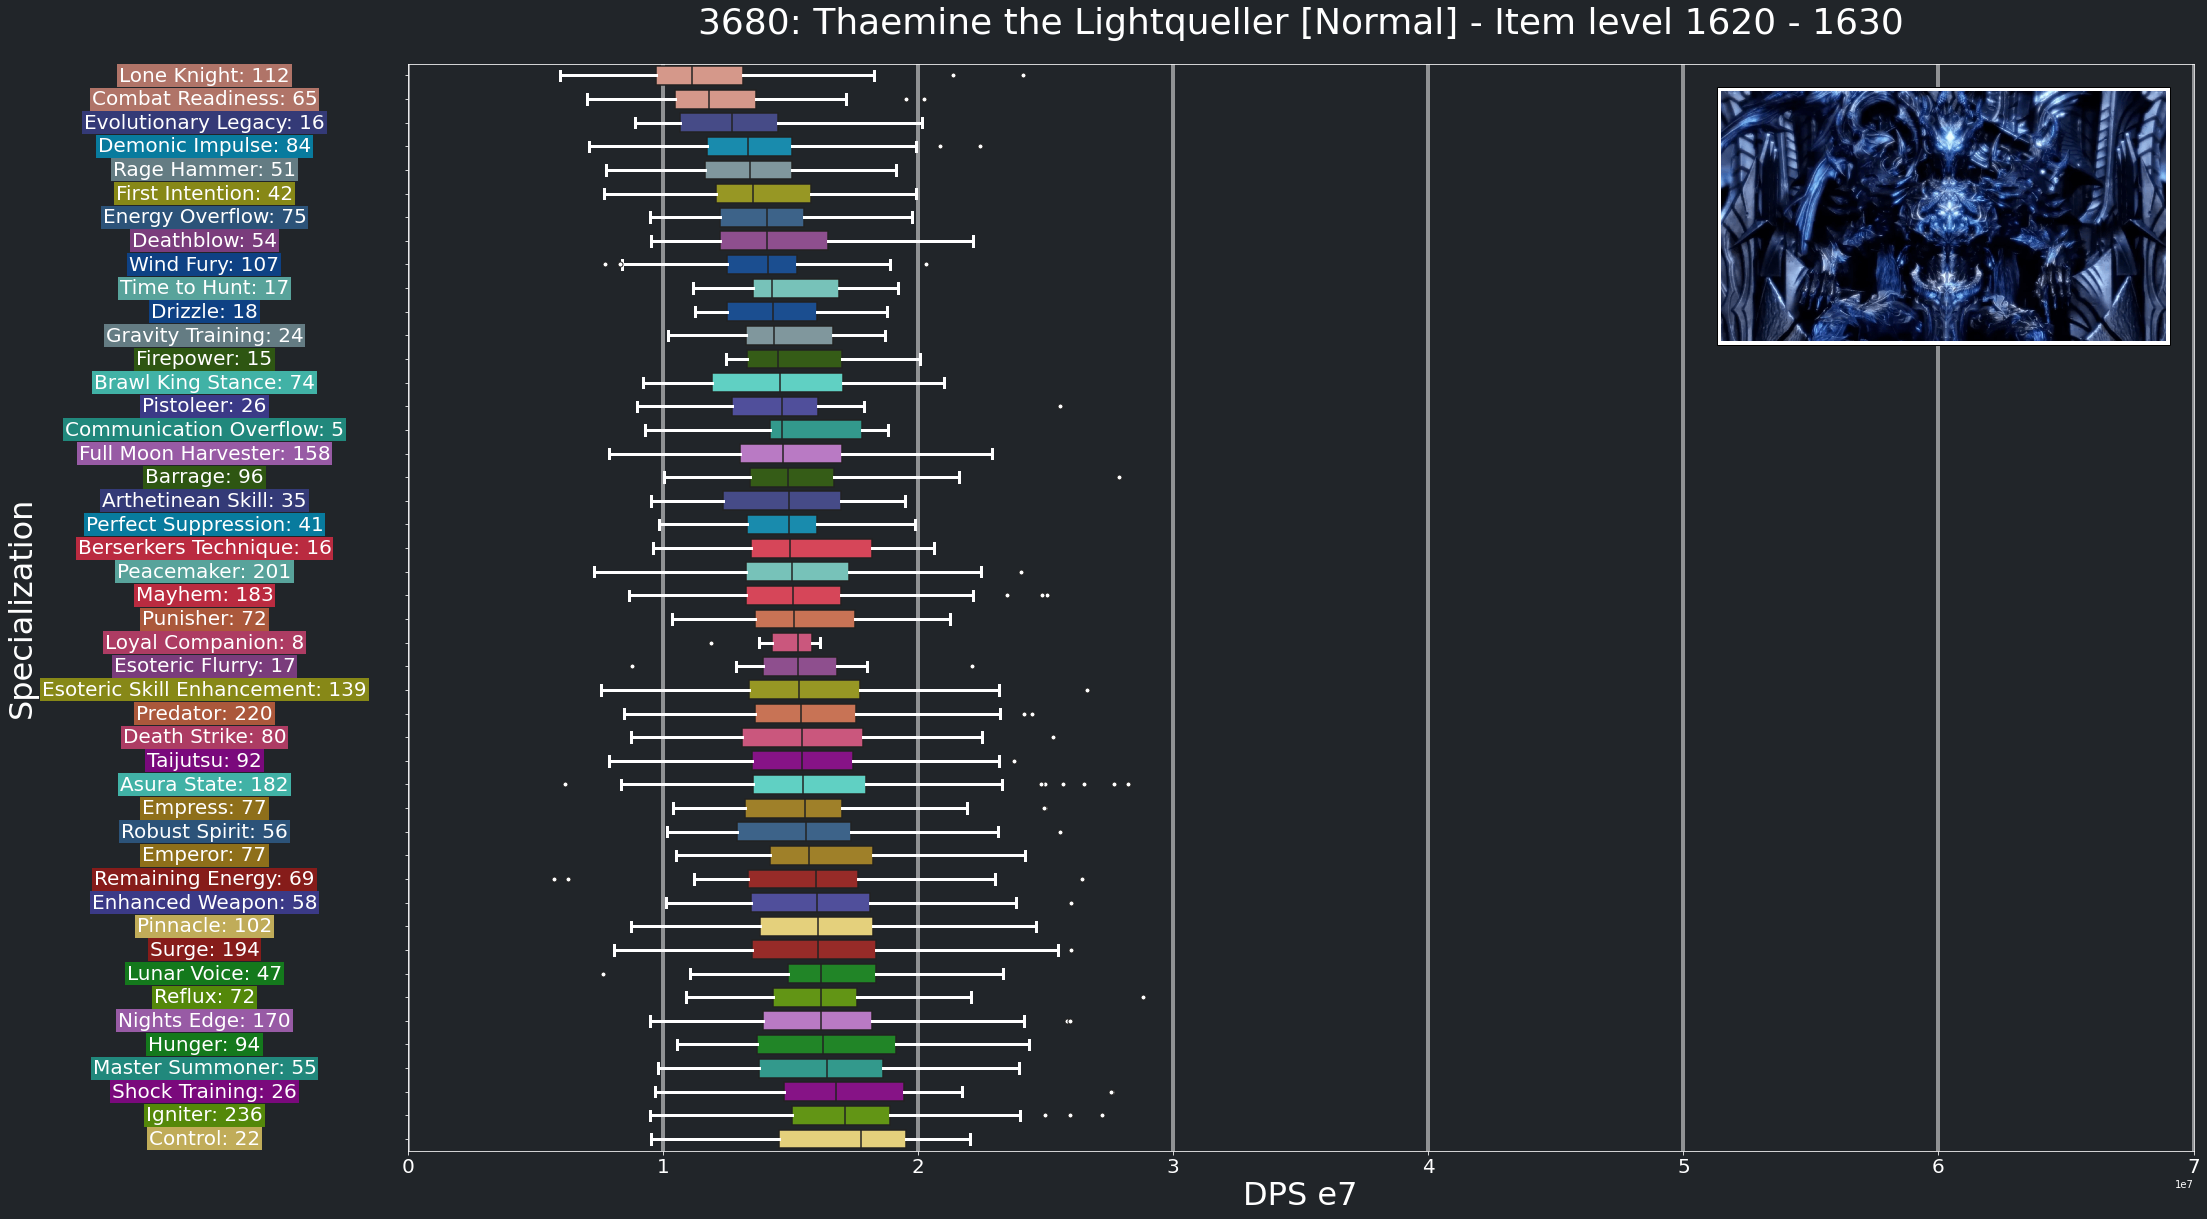 3680: Thaemine the Lightqueller [Normal] - Item level 1620 - 1630
Specialization
Lone Knight: 112
Combat Readiness: 65
Evolutionary Legacy: 16
Demonic Impulse: 84
Rage Hammer: 51
First Intention: 42
Energy Overflow: 75
Deathblow: 54
Wind Fury: 107
Time to Hunt: 17
Drizzle: 18
Gravity Training: 24
Firepower: 15
Brawl King Stance: 74
Pistoleer: 26
Communication Overflow: 5
Full Moon Harvester: 158
Barrage: 96
Arthetinean Skill: 35
Perfect Suppression: 41
Berserkers Technique: 16
Peacemaker: 201
Mayhem: 183
Punisher: 72
Loyal Companion: 8
Esoteric Flurry: 17
Esoteric Skill Enhancement: 139
Predator: 220
Death Strike: 80
Taijutsu: 92
Asura State: 182
Empress: 77
Robust Spirit: 56
Emperor: 77
Remaining Energy: 69
Enhanced Weapon: 58
Pinnacle: 102
Surge: 194
Lunar Voice: 47
Reflux: 72
Nights Edge: 170
Hunger: 94
Master Summoner: 55
Shock Training: 26
Igniter: 236
Control: 22
0 1 2 3 4 5 6 7
1e7
DPS e7